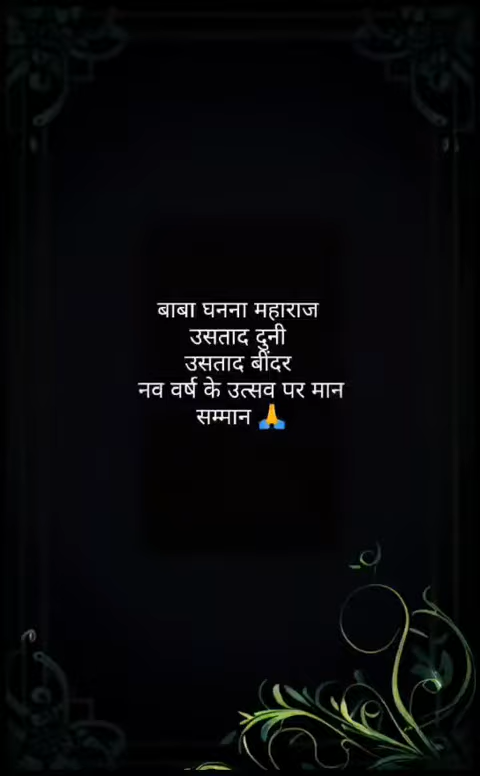 बाबा घनना महाराज
उसताद दुनी
उसताद बींदर
नव वर्ष के उत्सव पर मान
सम्मान 🙏